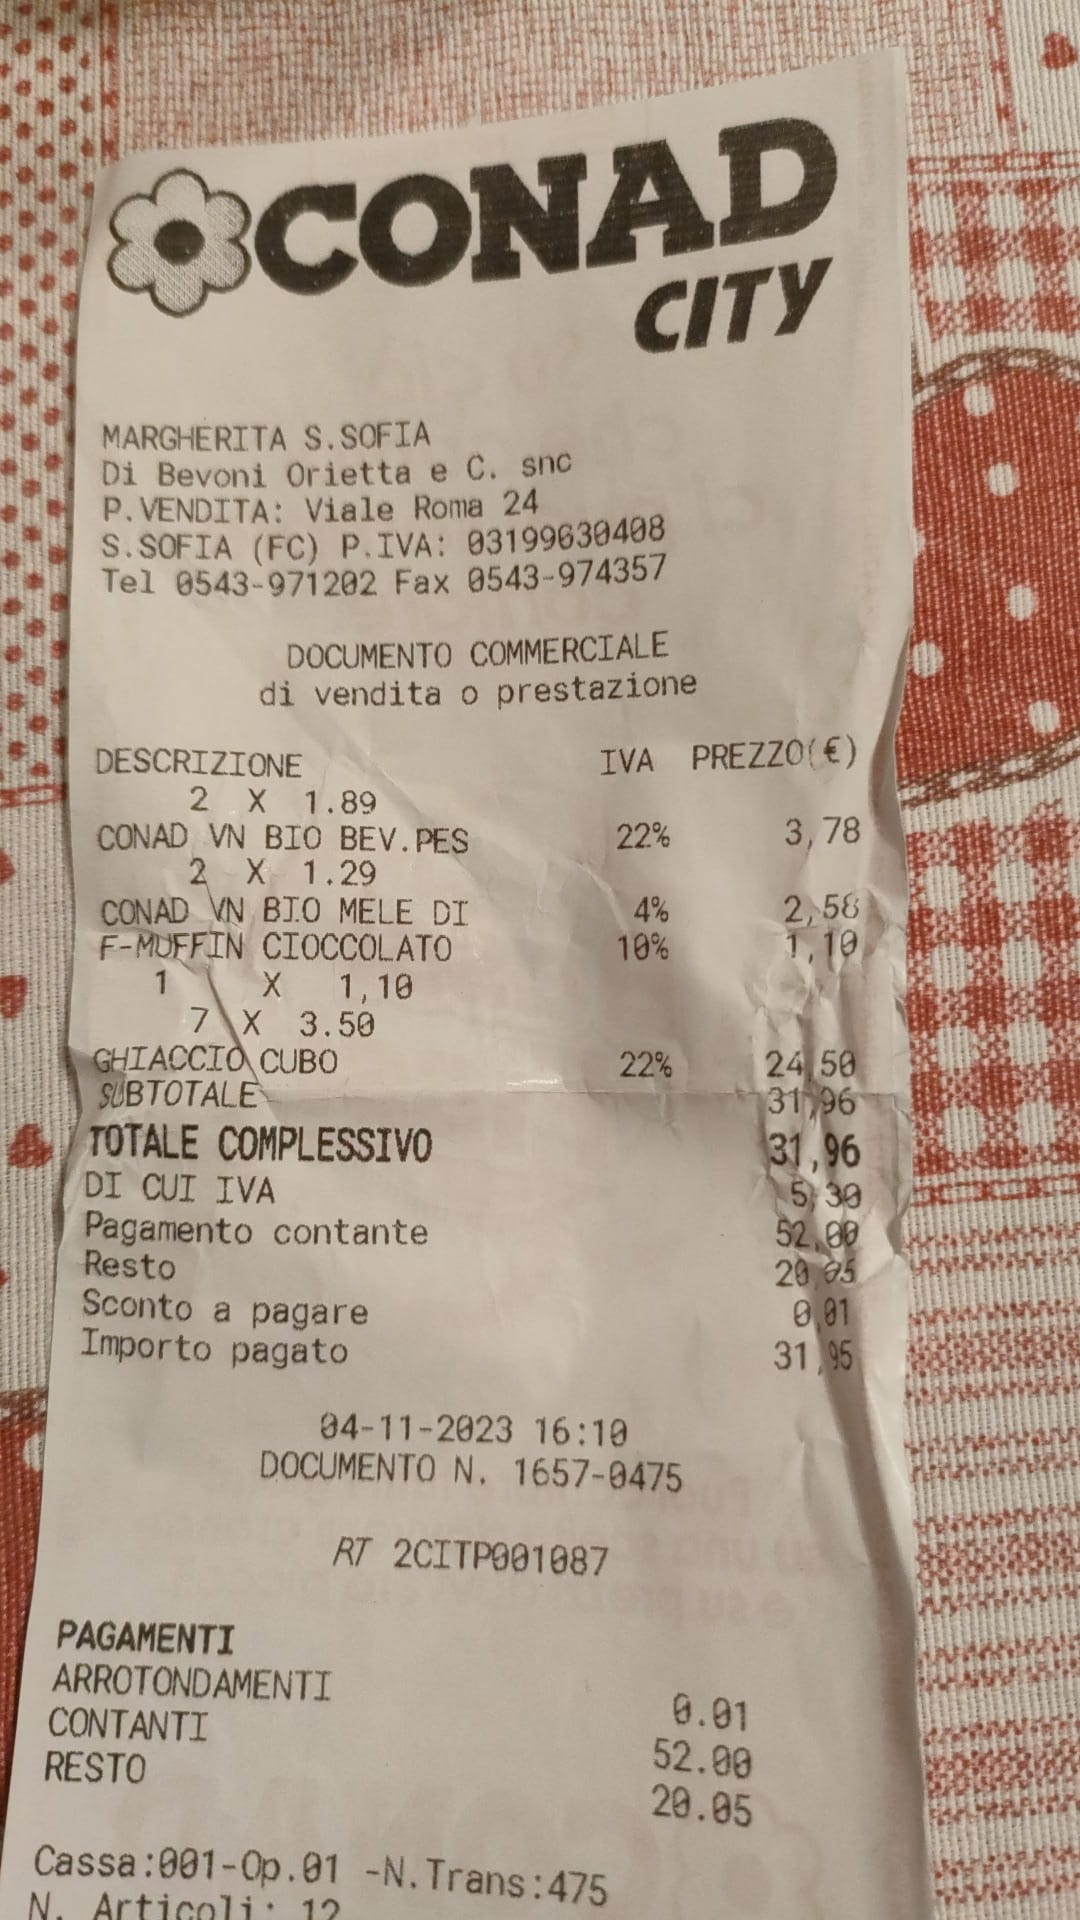 CONAD
CITY
MARGHERITA S.SOFIA
Di Bevoni Orietta e C. snc
P.VENDITA: Viale Roma 24
S.SOFIA (FC) P.IVA: 03199630408
Tel 0543-971202 Fax 0543-974357
DOCUMENTO COMMERCIALE
di vendita o prestazione
DESCRIZIONE IVA PREZZO(€)
2 X 1.89
CONAD VN BIO BEV.PES 22% 3,78
2 X 1.29
CONAD VN BIO MELE DI 4% 2,58
F-MUFFIN CIOCCOLATO 10% 1,10
1 X 1,10
7 X 3.50
GHIACCIO CUBO 22% 24,50
SUBTOTALE 31,96
TOTALE COMPLESSIVO 31,96
DI CUI IVA 5,30
Pagamento contante 52,00
Resto 20,05
Sconto a pagare 0,01
Importo pagato 31,95
04-11-2023 16:10
DOCUMENTO N. 1657-0475
RT 2CITP001087
PAGAMENTI
ARROTONDAMENTI 0.01
CONTANTI 52.00
RESTO 20.05
Cassa:001-Op.01 -N.Trans:475
N. Articoli: 12